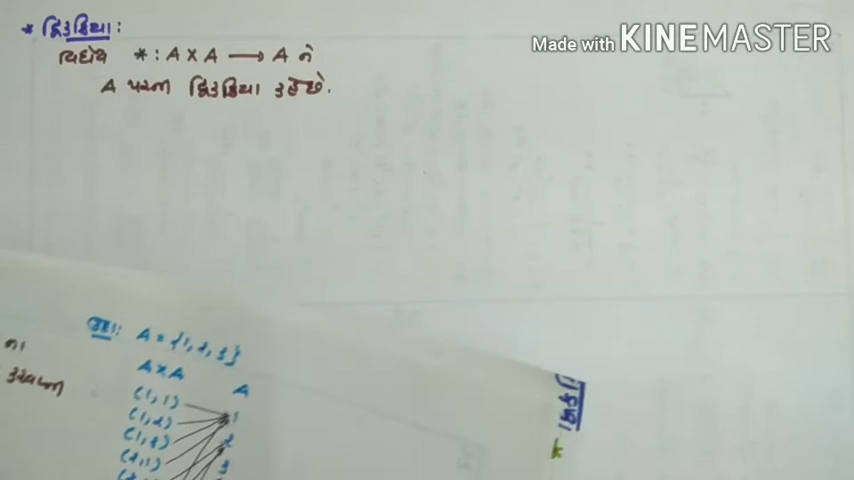 * દ્વિક્ક્રિયા :
Made with KINEMASTER
વિધેય * : A × A → A ને
A પરની દ્વિક્ક્રિયા કહે છે.
ઉદા: A = {1, 2, 3}
A × A
A
(1, 1)
1
(1, 2)
(1, 3)
2
(2, 1)
3